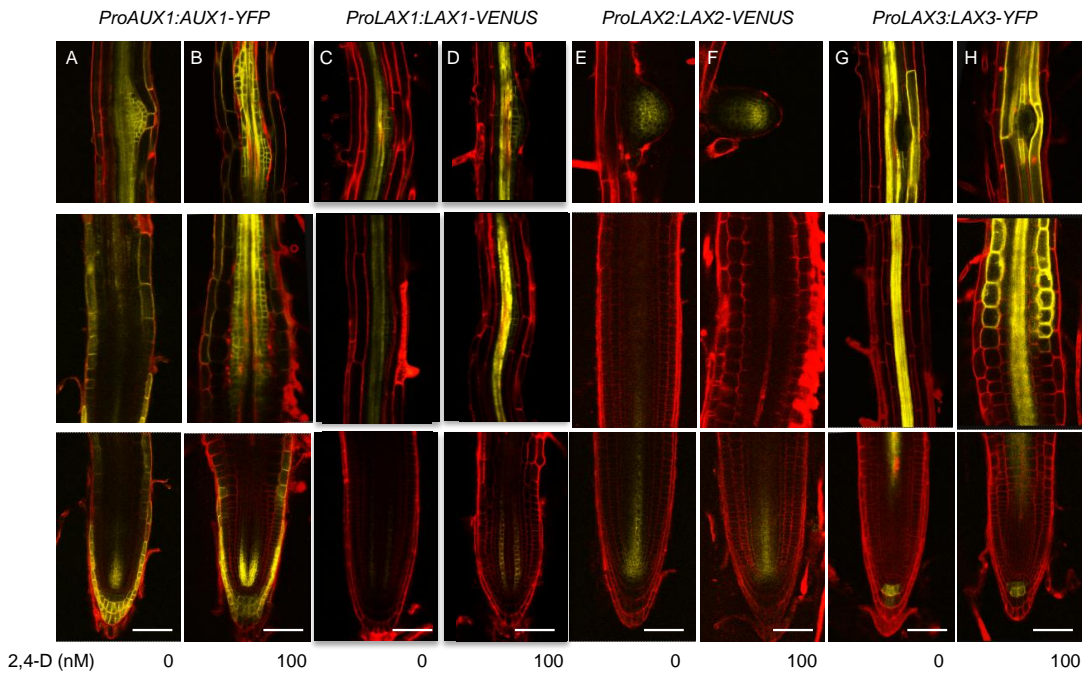 ProAUX1:AUX1-YFP ProLAX1:LAX1-VENUS ProLAX2:LAX2-VENUS ProLAX3:LAX3-YFP
A B C D E F G H
2,4-D (nM) 0 100 0 100 0 100 0 100